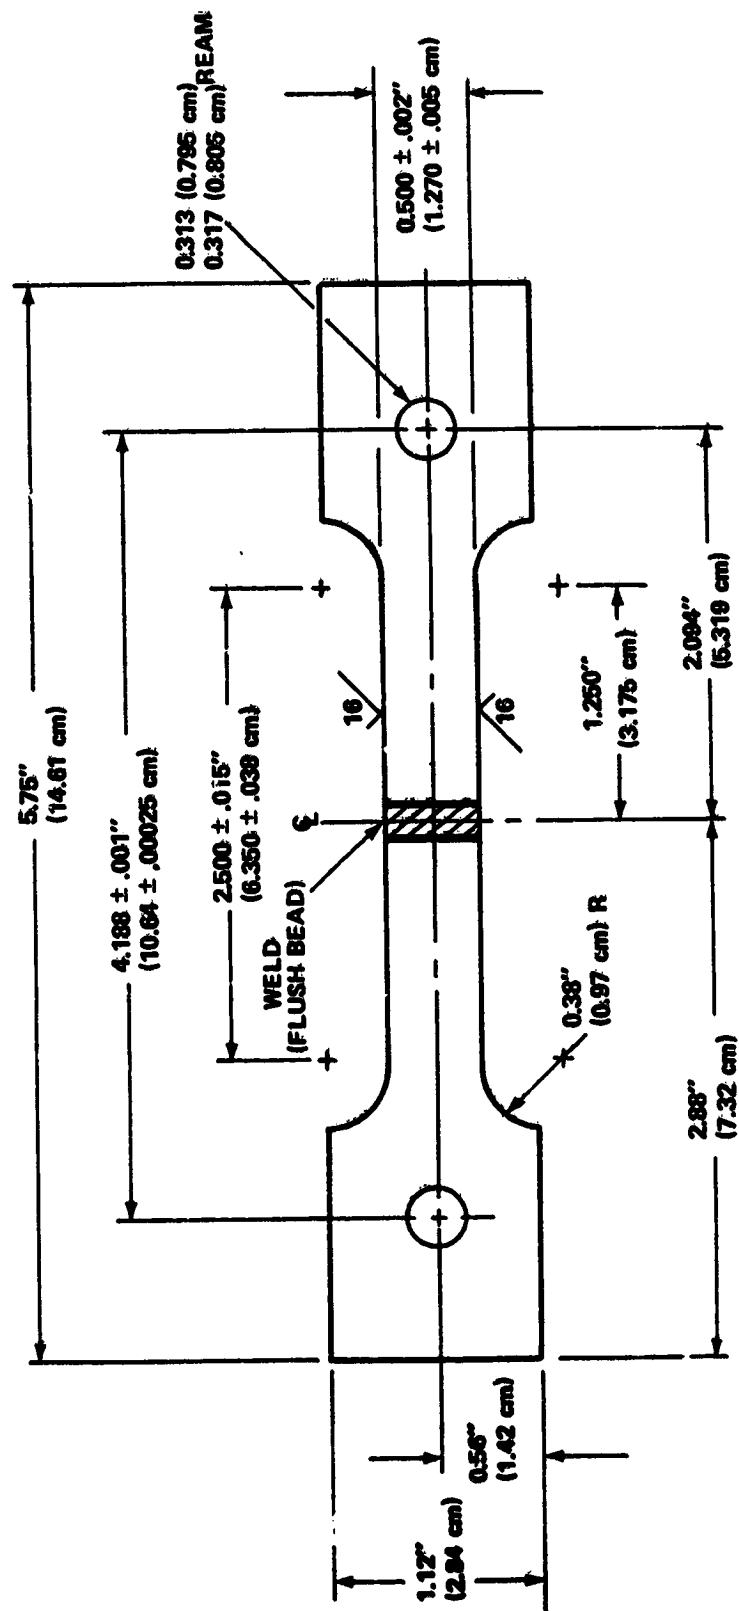 5.75"
(14.61 cm)
4.188 ± .001"
(10.64 ± .00025 cm)
2.500 ± .015"
(6.350 ± .038 cm)
WELD
(FLUSH BEAD)
℄
16
16
0.313 (0.795 cm)
0.317 (0.805 cm)
REAM
0.500 ± .002"
(1.270 ± .005 cm)
1.250"
(3.175 cm)
2.094"
(5.319 cm)
0.38"
(0.97 cm) R
2.88"
(7.32 cm)
0.56"
(1.42 cm)
1.12"
(2.84 cm)